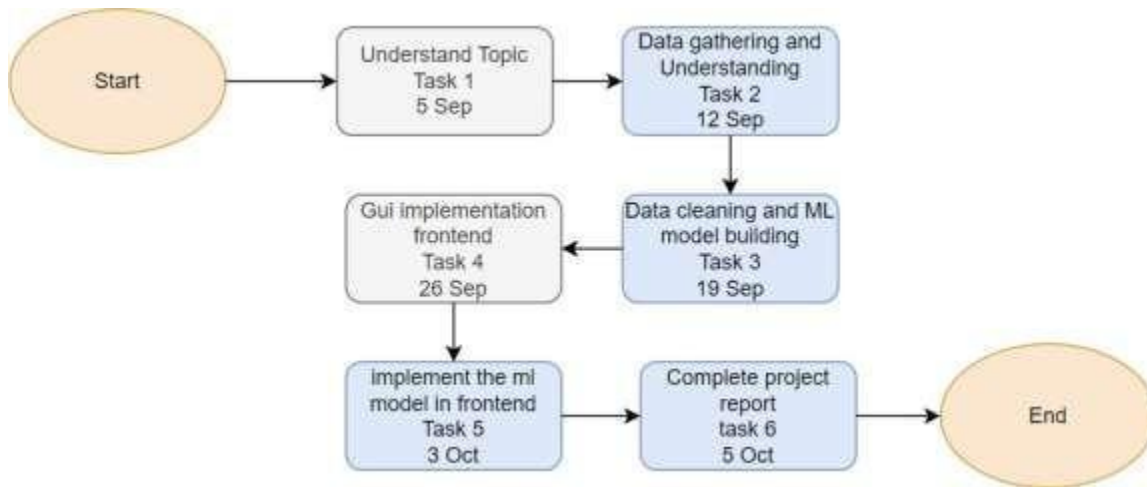 Start
Understand Topic
Task 1
5 Sep
Data gathering and
Understanding
Task 2
12 Sep
Data cleaning and ML
model building
Task 3
19 Sep
Gui implementation
frontend
Task 4
26 Sep
implement the ml
model in frontend
Task 5
3 Oct
Complete project
report
task 6
5 Oct
End